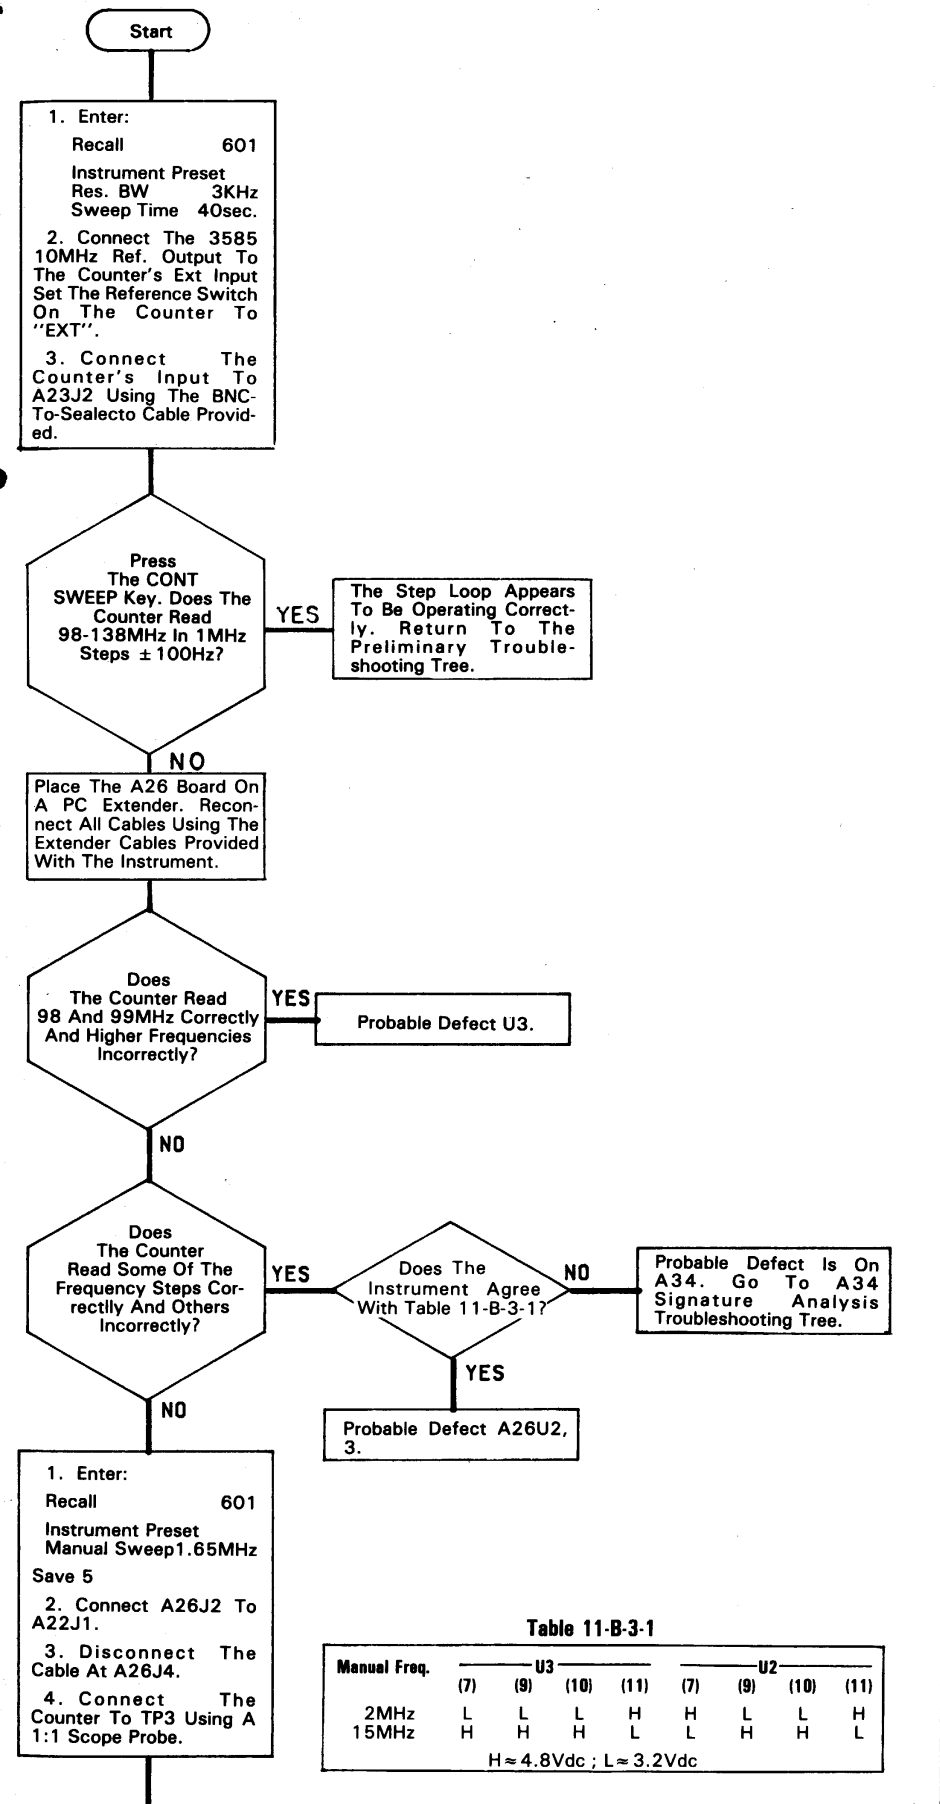 Start
1. Enter:
Recall 601
Instrument Preset
Res. BW 3KHz
Sweep Time 40sec.
2. Connect The 3585
10MHz Ref. Output To
The Counter's Ext Input
Set The Reference Switch
On The Counter To
"EXT".
3. Connect The
Counter's Input To
A23J2 Using The BNC-
To-Sealecto Cable Provid-
ed.
Press
The CONT
SWEEP Key. Does The
Counter Read
98-138MHz In 1MHz
Steps ±100Hz?
YES
The Step Loop Appears
To Be Operating Correct-
ly. Return To The
Preliminary Trouble-
shooting Tree.
NO
Place The A26 Board On
A PC Extender. Recon-
nect All Cables Using The
Extender Cables Provided
With The Instrument.
Does
The Counter Read
98 And 99MHz Correctly
And Higher Frequencies
Incorrectly?
YES
Probable Defect U3.
NO
Does
The Counter
Read Some Of The
Frequency Steps Cor-
rectlly And Others
Incorrectly?
YES
Does The
Instrument Agree
With Table 11-B-3-1?
NO
Probable Defect Is On
A34. Go To A34
Signature Analysis
Troubleshooting Tree.
YES
Probable Defect A26U2,
3.
NO
1. Enter:
Recall 601
Instrument Preset
Manual Sweep1.65MHz
Save 5
2. Connect A26J2 To
A22J1.
3. Disconnect The
Cable At A26J4.
4. Connect The
Counter To TP3 Using A
1:1 Scope Probe.
Table 11-B-3-1
Manual Freq. U3 U2
(7) (9) (10) (11) (7) (9) (10) (11)
2MHz L L L H H L L H
15MHz H H H L L H H L
H≈4.8Vdc ; L≈3.2Vdc